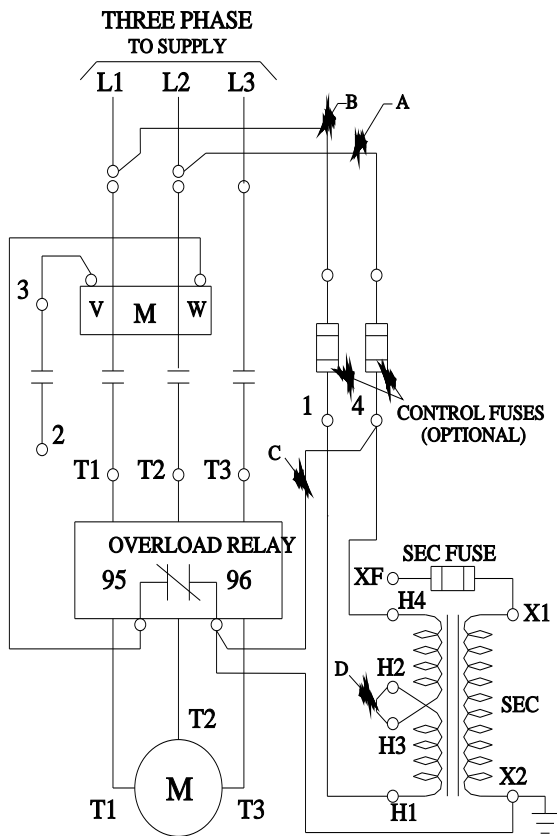 THREE PHASE
TO SUPPLY
L1 L2 L3
B A
3
V M W
2
1 4
CONTROL FUSES
(OPTIONAL)
C
T1 T2 T3
OVERLOAD RELAY
95 96
SEC FUSE
XF
H4 X1
D H2
SEC
H3
T2
X2
M
T1 T3
H1